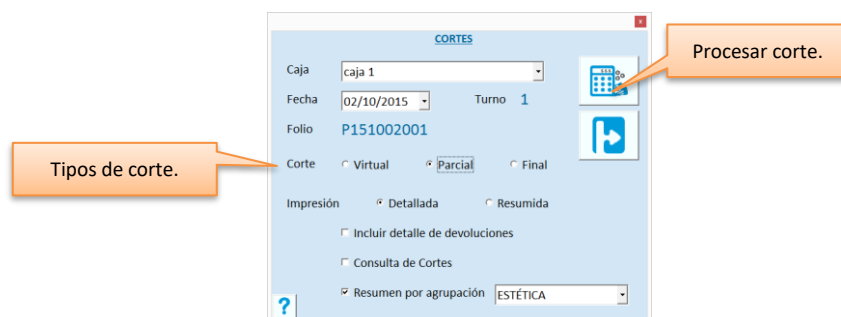 CORTES
Procesar corte.
Caja caja 1
Fecha 02/10/2015 Turno 1
Folio P151002001
Tipos de corte.
Corte Virtual Parcial Final
Impresión Detallada Resumida
Incluir detalle de devoluciones
Consulta de Cortes
Resumen por agrupación ESTÉTICA
?